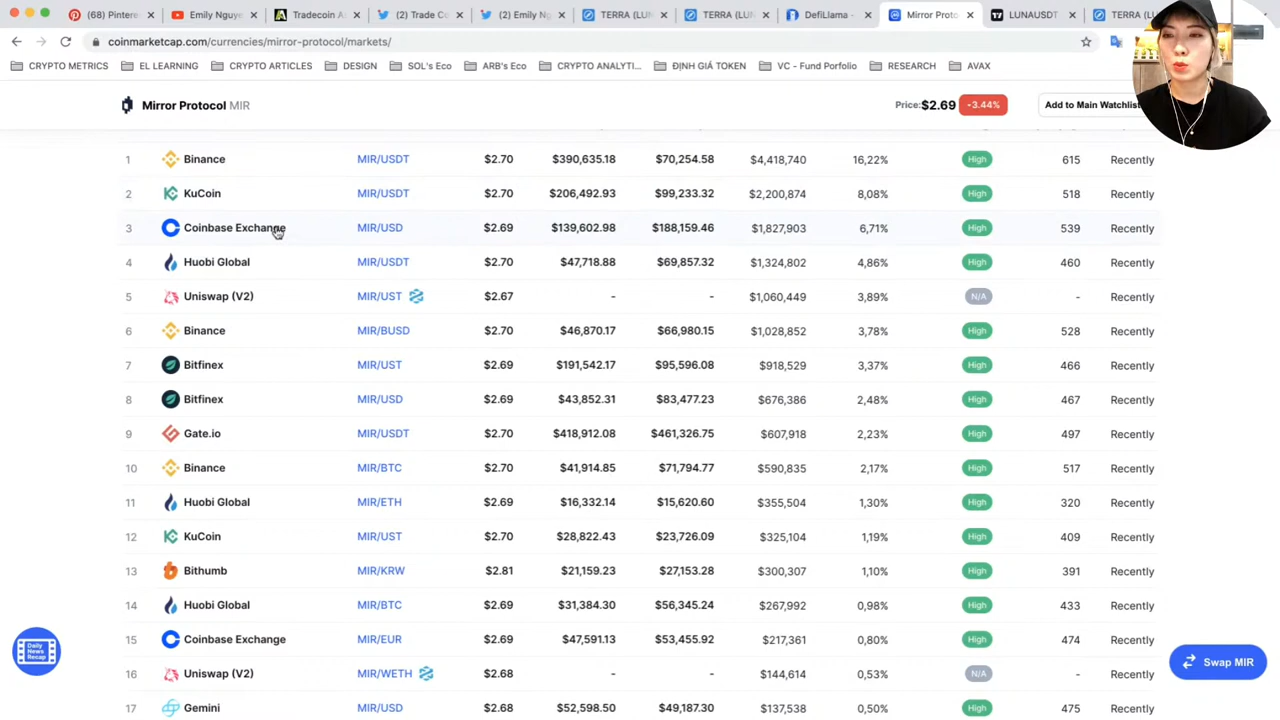 (68) Pinteres
Emily Nguye
Tradecoin A
(2) Trade Co
(2) Emily Ng
TERRA (LUN
TERRA (LUN
DefiLlama -
Mirror Proto
LUNAUSDT
TERRA (LUN
coinmarketcap.com/currencies/mirror-protocol/markets/
CRYPTO METRICS
EL LEARNING
CRYPTO ARTICLES
DESIGN
SOL's Eco
ARB's Eco
CRYPTO ANALYTI...
ĐỊNH GIÁ TOKEN
VC - Fund Porfolio
RESEARCH
AVAX
Mirror Protocol MIR
Price: $2.69 -3.44%
Add to Main Watchlist
1 Binance MIR/USDT $2.70 $390,635.18 $70,254.58 $4,418,740 16,22% High 615 Recently
2 KuCoin MIR/USDT $2.70 $206,492.93 $99,233.32 $2,200,874 8,08% High 518 Recently
3 Coinbase Exchange MIR/USD $2.69 $139,602.98 $188,159.46 $1,827,903 6,71% High 539 Recently
4 Huobi Global MIR/USDT $2.70 $47,718.88 $69,857.32 $1,324,802 4,86% High 460 Recently
5 Uniswap (V2) MIR/UST $2.67 - - $1,060,449 3,89% N/A - Recently
6 Binance MIR/BUSD $2.70 $46,870.17 $66,980.15 $1,028,852 3,78% High 528 Recently
7 Bitfinex MIR/UST $2.69 $191,542.17 $95,596.08 $918,529 3,37% High 466 Recently
8 Bitfinex MIR/USD $2.69 $43,852.31 $83,477.23 $676,386 2,48% High 467 Recently
9 Gate.io MIR/USDT $2.70 $418,912.08 $461,326.75 $607,918 2,23% High 497 Recently
10 Binance MIR/BTC $2.70 $41,914.85 $71,794.77 $590,835 2,17% High 517 Recently
11 Huobi Global MIR/ETH $2.69 $16,332.14 $15,620.60 $355,504 1,30% High 320 Recently
12 KuCoin MIR/UST $2.70 $28,822.43 $23,726.09 $325,104 1,19% High 409 Recently
13 Bithumb MIR/KRW $2.81 $21,159.23 $27,153.28 $300,307 1,10% High 391 Recently
14 Huobi Global MIR/BTC $2.69 $31,384.30 $56,345.24 $267,992 0,98% High 433 Recently
15 Coinbase Exchange MIR/EUR $2.69 $47,591.13 $53,455.92 $217,361 0,80% High 474 Recently
16 Uniswap (V2) MIR/WETH $2.68 - - $144,614 0,53% N/A - Recently
17 Gemini MIR/USD $2.68 $52,598.50 $49,187.30 $137,538 0,50% High 475 Recently
Daily
News
Recap
Swap MIR